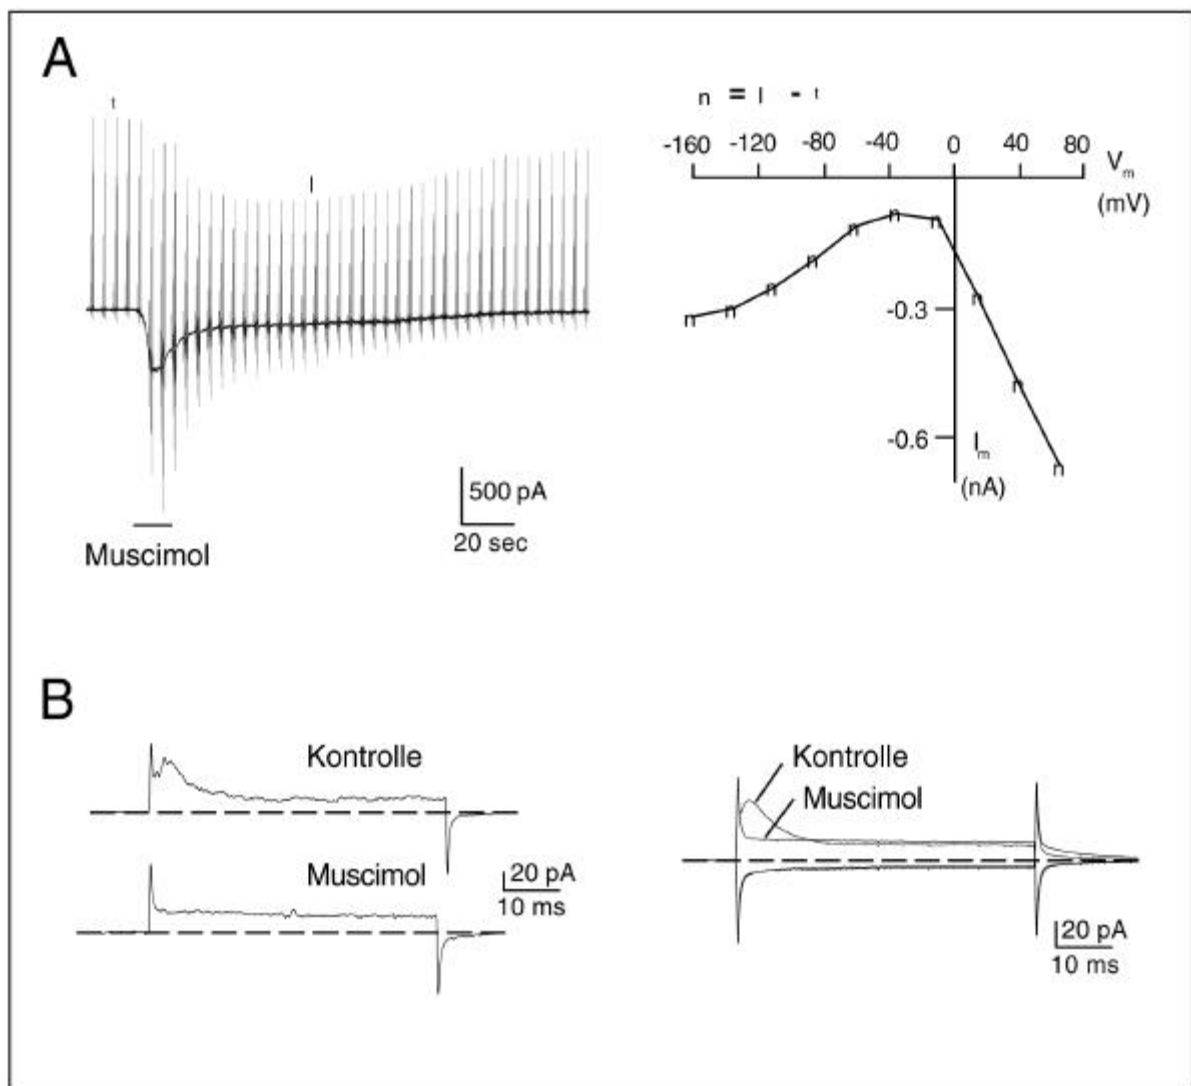 A
t
l
Muscimol
500 pA
20 sec
n = l - t
-160 -120 -80 -40 0 40 80
Vm
(mV)
n n n n n n n n n n
-0.3
-0.6
Im
(nA)
B
Kontrolle
Muscimol
20 pA
10 ms
Kontrolle
Muscimol
20 pA
10 ms